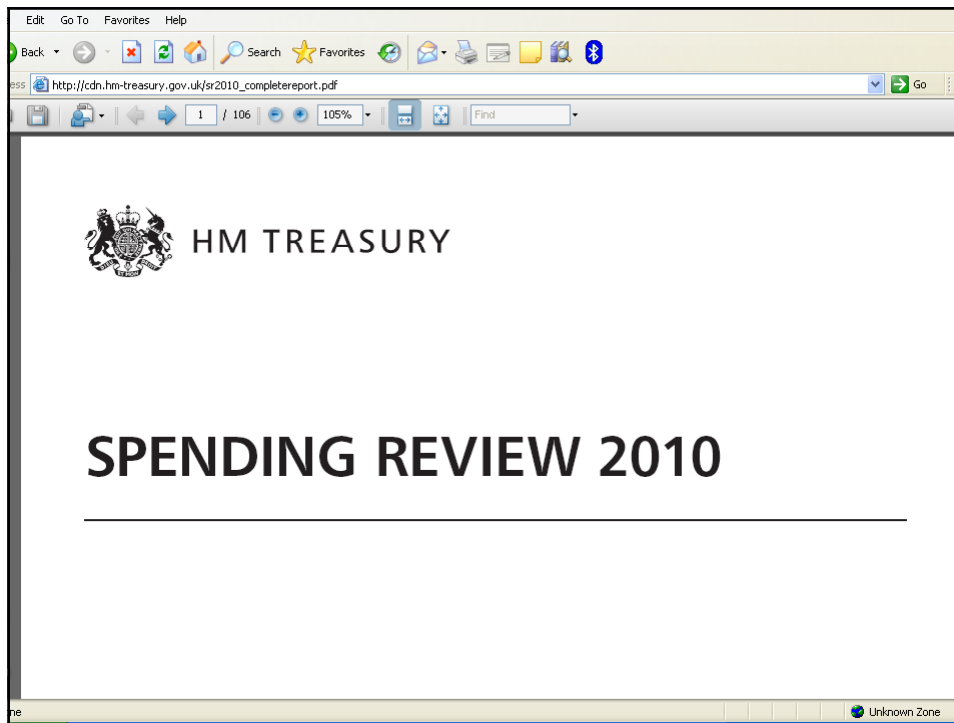 Edit Go To Favorites Help
Back Search Favorites
ess http://cdn.hm-treasury.gov.uk/sr2010_completereport.pdf Go
1 / 106 105% Find
HM TREASURY
SPENDING REVIEW 2010
ne Unknown Zone